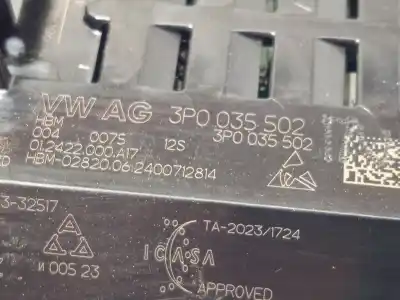 VW AG 3P0 035 502
HBM
004 007S 12S 3P0 035 502
0L2422.000.A17
HBM-02820.06.2400712814
3-32517
TA-2023/1724
ICASA
И 005 23
APPROVED